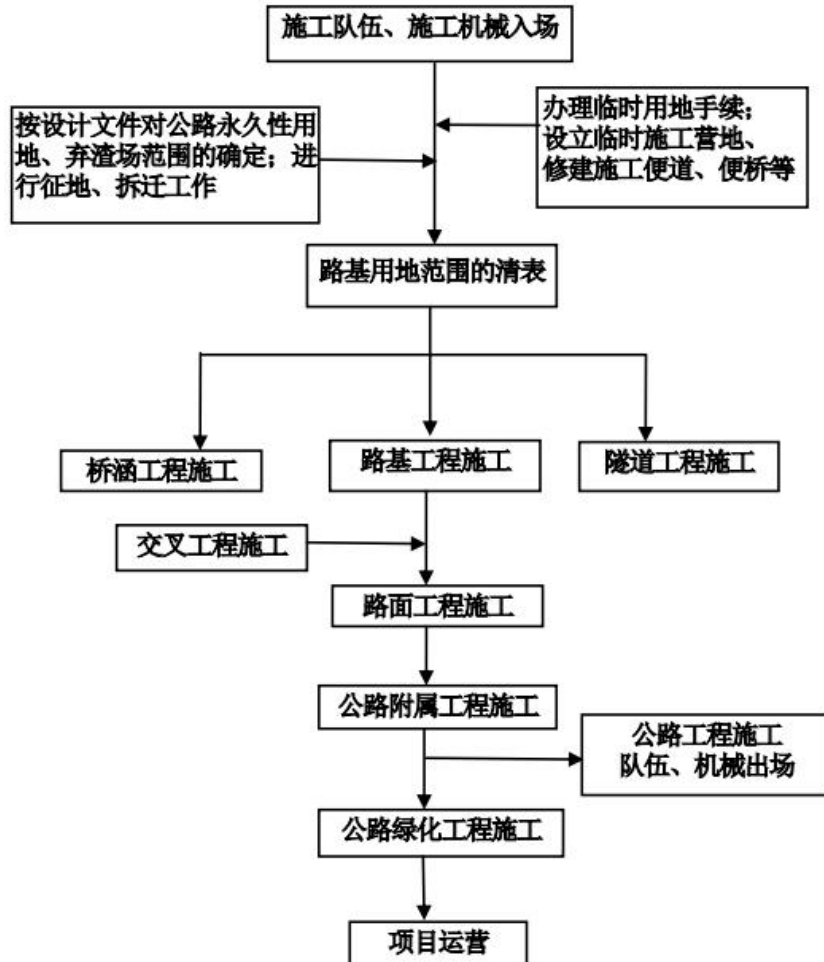 施工队伍、施工机械入场
按设计文件对公路永久性用
地、弃渣场范围的确定；进
行征地、拆迁工作
办理临时用地手续；
设立临时施工营地、
修建施工便道、便桥等
路基用地范围的清表
桥涵工程施工
路基工程施工
隧道工程施工
交叉工程施工
路面工程施工
公路附属工程施工
公路工程施工
队伍、机械出场
公路绿化工程施工
项目运营